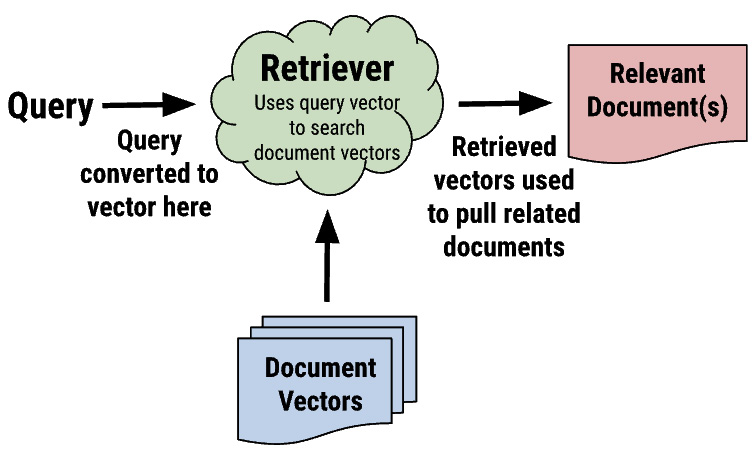 Query
Query
converted to
vector here
Retriever
Uses query vector
to search
document vectors
Retrieved
vectors used
to pull related
documents
Relevant
Document(s)
Document
Vectors